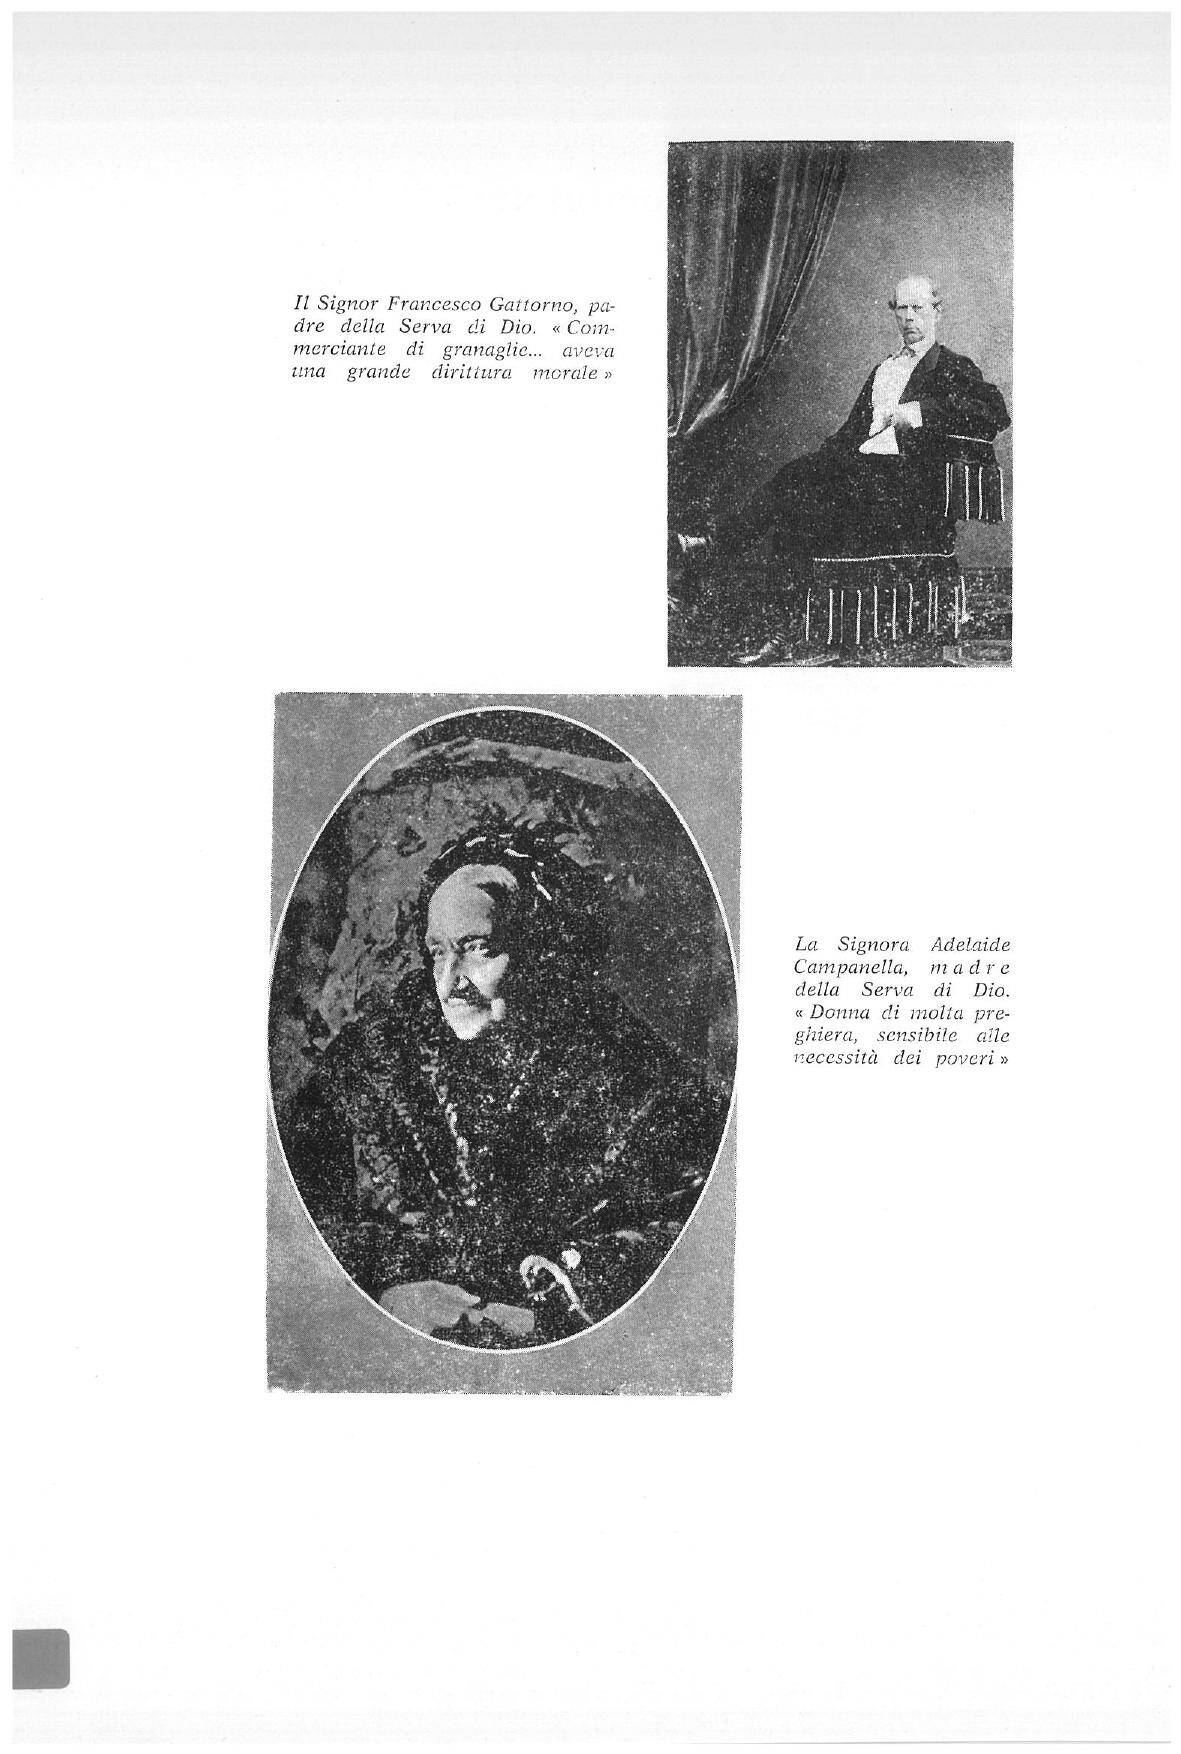 Il Signor Francesco Gattorno, pa-
dre della Serva di Dio. « Com-
merciante di granaglie... aveva
una grande dirittura morale »
La Signora Adelaide
Campanella, madre
della Serva di Dio.
« Donna di molta pre-
ghiera, sensibile alle
necessità dei poveri »